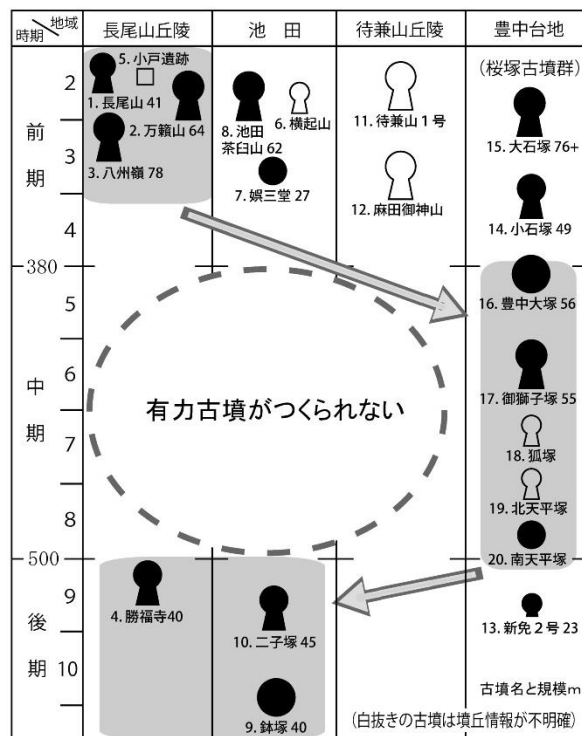 地域
時期
長尾山丘陵
池田
待兼山丘陵
豊中台地
前期
2
3
4
5. 小戸遺跡
1. 長尾山 41
2. 万籟山 64
3. 八州嶺 78
8. 池田
茶臼山 62
6. 横起山
7. 娯三堂 27
11. 待兼山 1 号
12. 麻田御神山
(桜塚古墳群)
15. 大石塚 76+
14. 小石塚 49
380
中期
5
6
7
8
有力古墳がつくられない
16. 豊中大塚 56
17. 御獅子塚 55
18. 狐塚
19. 北天平塚
20. 南天平塚
500
後期
9
10
4. 勝福寺40
10. 二子塚 45
9. 鉢塚 40
13. 新免 2 号 23
古墳名と規模m
(白抜きの古墳は墳丘情報が不明確)